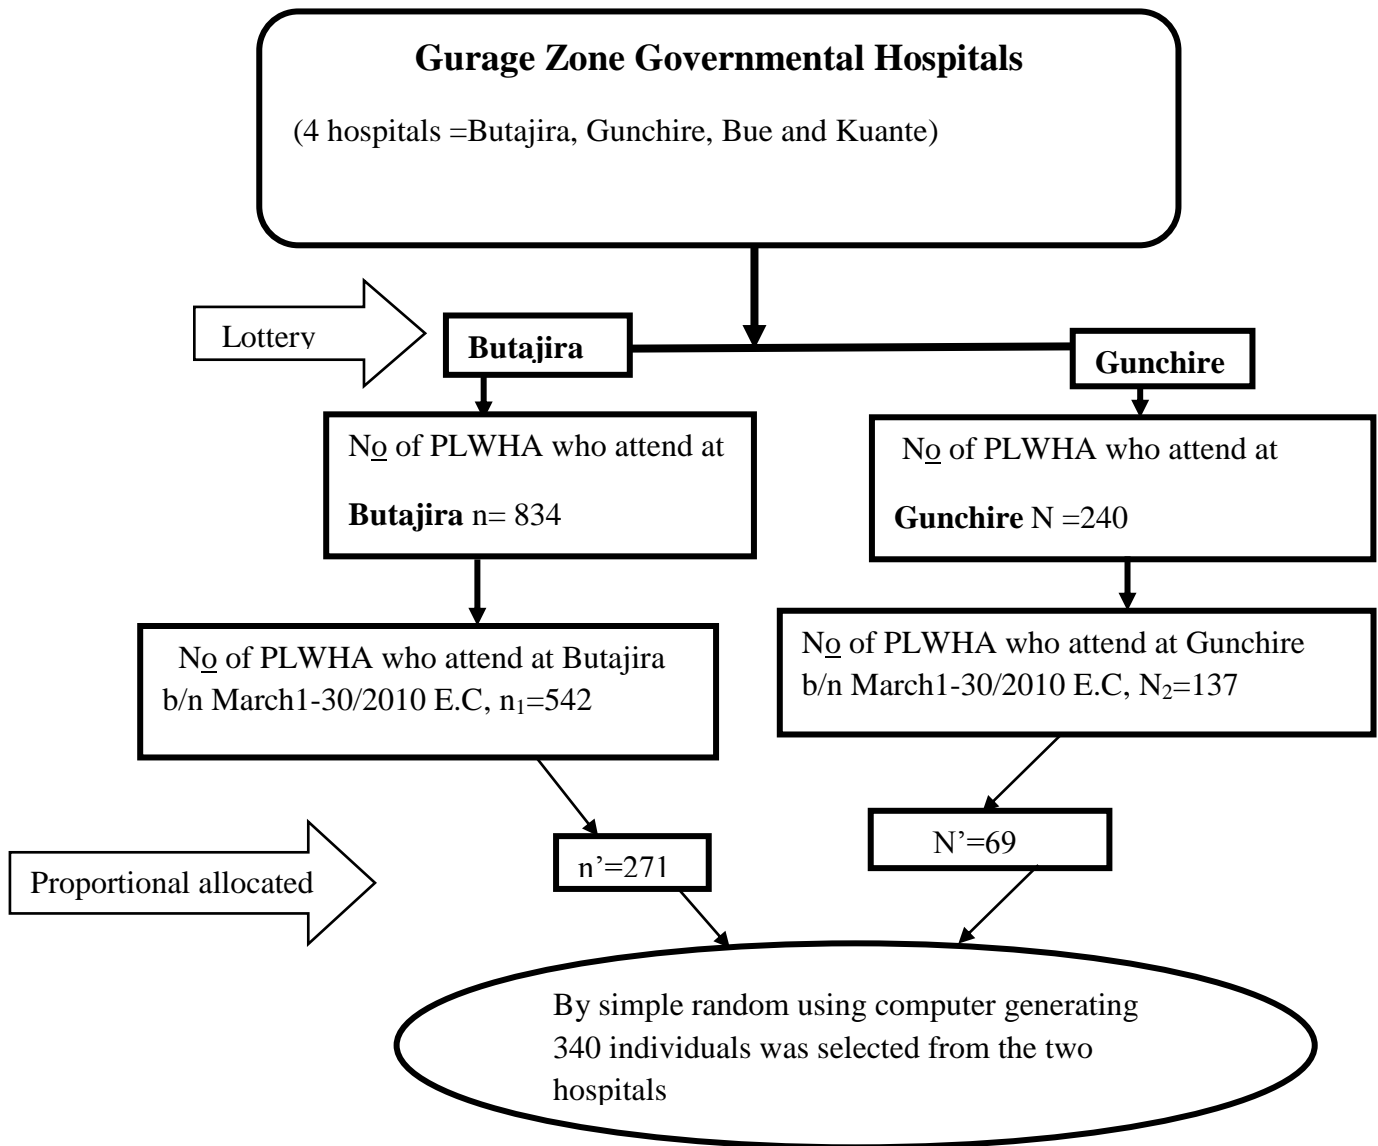 Gurage Zone Governmental Hospitals
(4 hospitals =Butajira, Gunchire, Bue and Kuante)
Lottery
Butajira
Gunchire
No of PLWHA who attend at
Butajira n= 834
No of PLWHA who attend at
Gunchire N =240
No of PLWHA who attend at Butajira
b/n March1-30/2010 E.C, n₁=542
No of PLWHA who attend at Gunchire
b/n March1-30/2010 E.C, N₂=137
Proportional allocated
n’=271
N’=69
By simple random using computer generating
340 individuals was selected from the two
hospitals